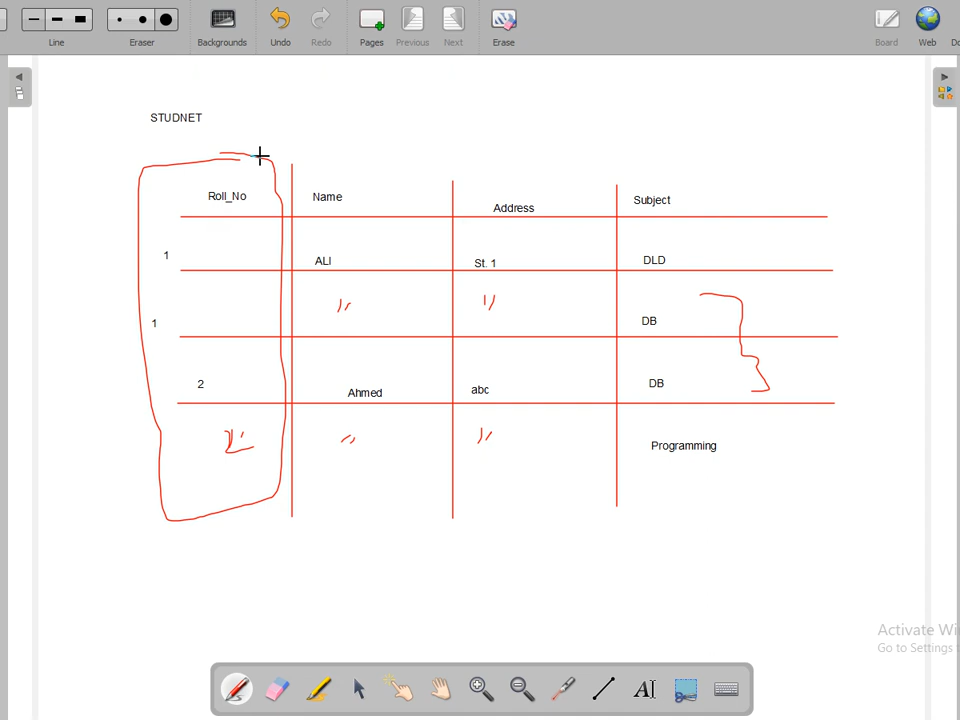 Line
Eraser
Backgrounds
Undo
Redo
Pages
Previous
Next
Erase
Board
Web
STUDNET
Roll_No Name Address Subject
1 ALI St. 1 DLD
1 〃 〃 DB
2 Ahmed abc DB
2 〃 〃 Programming
Activate Wi
Go to Settings